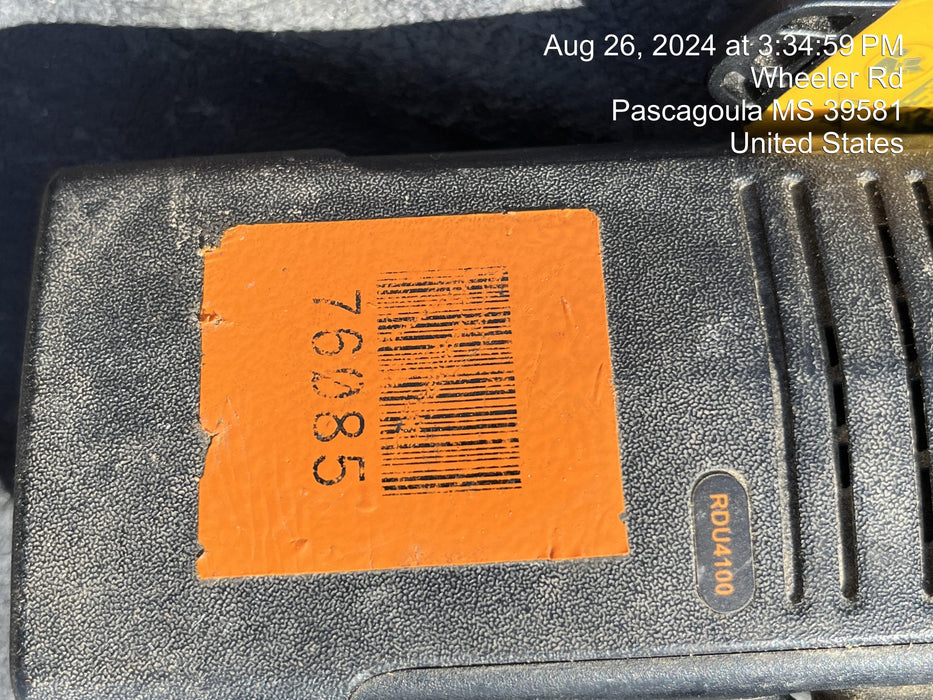 Aug 26, 2024 at 3:34:59 PM
Wheeler Rd
Pascagoula MS 39581
United States
76085
RDU4100